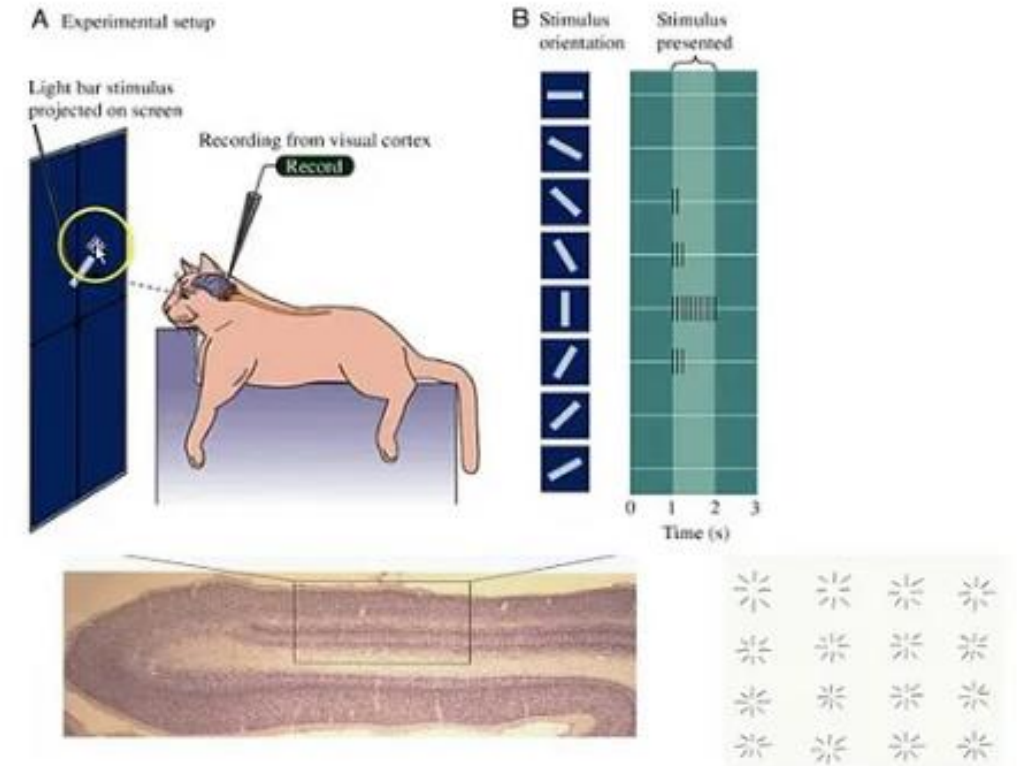 A Experimental setup
Light bar stimulus
projected on screen
Recording from visual cortex
Record
B Stimulus
orientation
Stimulus
presented
0 1 2 3
Time (s)